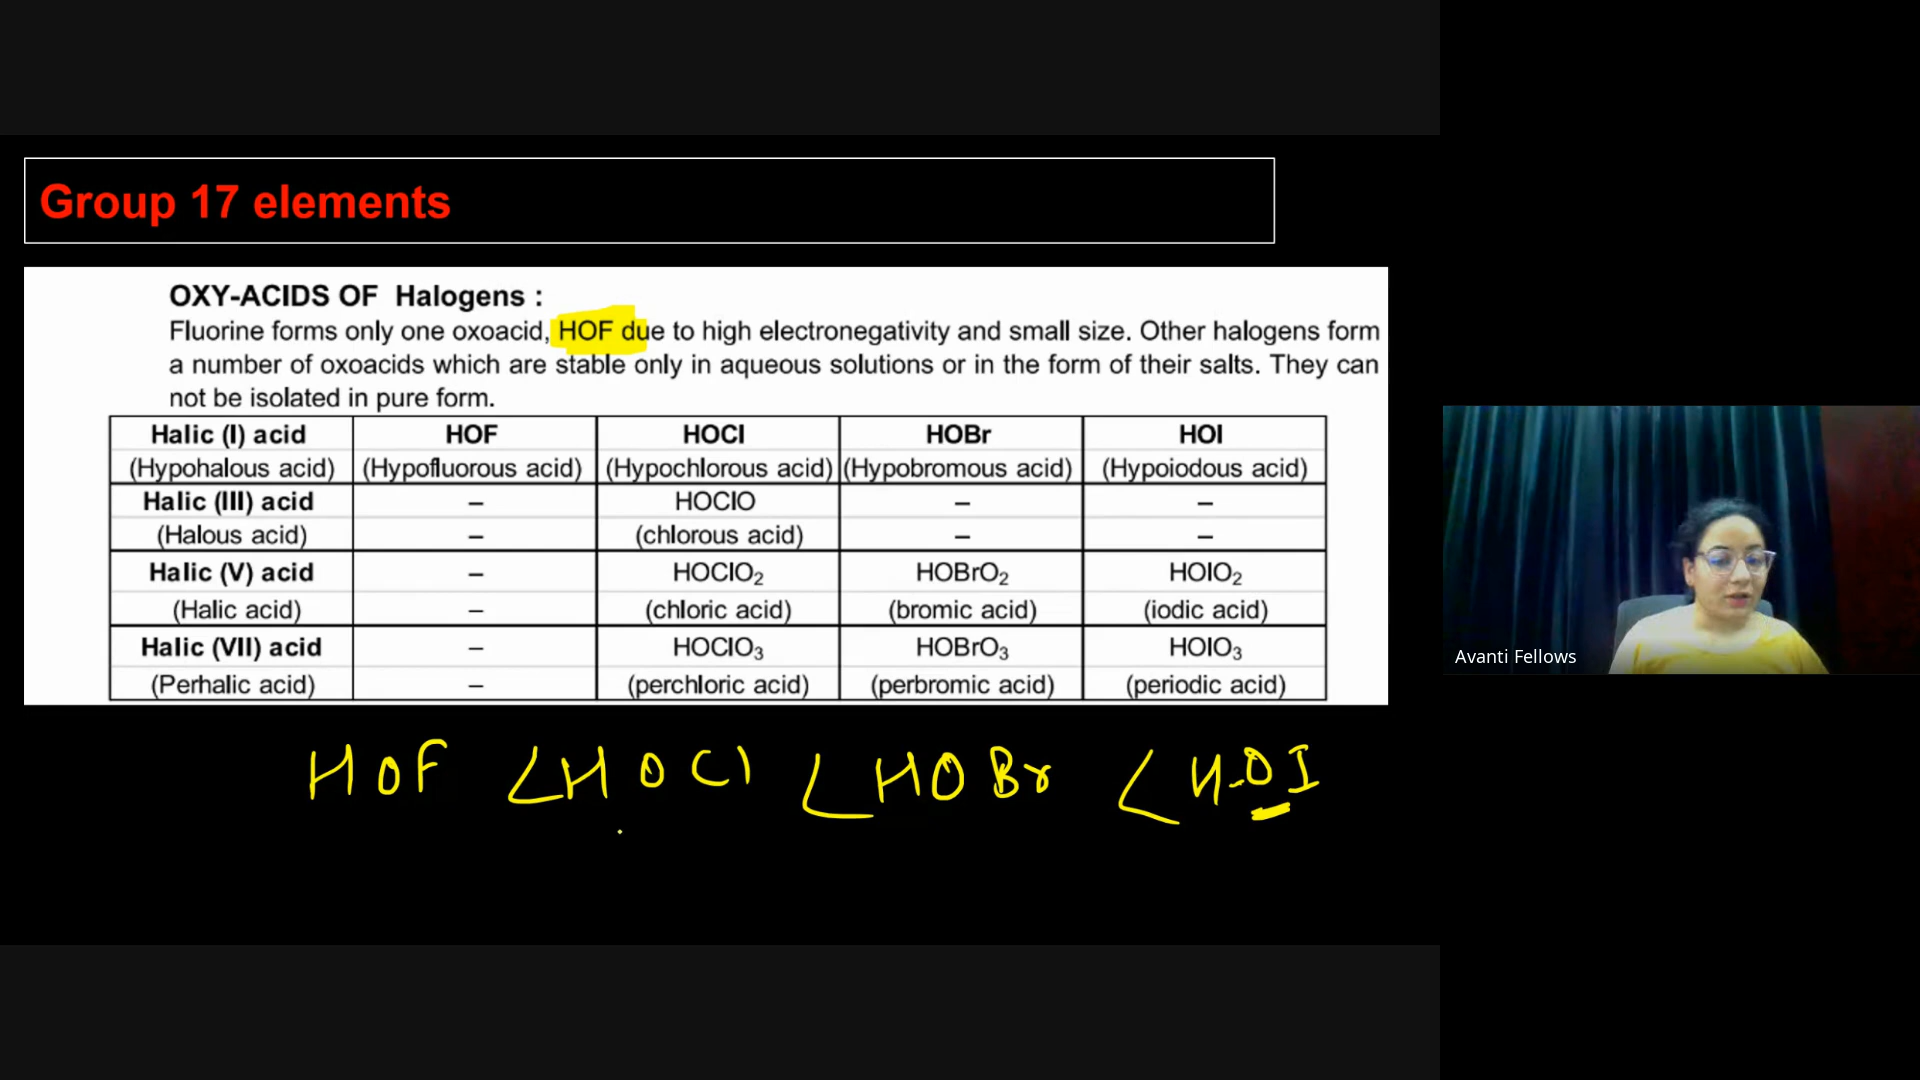 Group 17 elements
OXY-ACIDS OF Halogens :
Fluorine forms only one oxoacid, HOF due to high electronegativity and small size. Other halogens form
a number of oxoacids which are stable only in aqueous solutions or in the form of their salts. They can
not be isolated in pure form.
Halic (I) acid HOF HOCl HOBr HOI
(Hypohalous acid) (Hypofluorous acid) (Hypochlorous acid) (Hypobromous acid) (Hypoiodous acid)
Halic (III) acid – HOClO – –
(Halous acid) – (chlorous acid) – –
Halic (V) acid – HOClO₂ HOBrO₂ HOIO₂
(Halic acid) – (chloric acid) (bromic acid) (iodic acid)
Halic (VII) acid – HOClO₃ HOBrO₃ HOIO₃
(Perhalic acid) – (perchloric acid) (perbromic acid) (periodic acid)
HOF < HOCl < HOBr < H-OI
Avanti Fellows